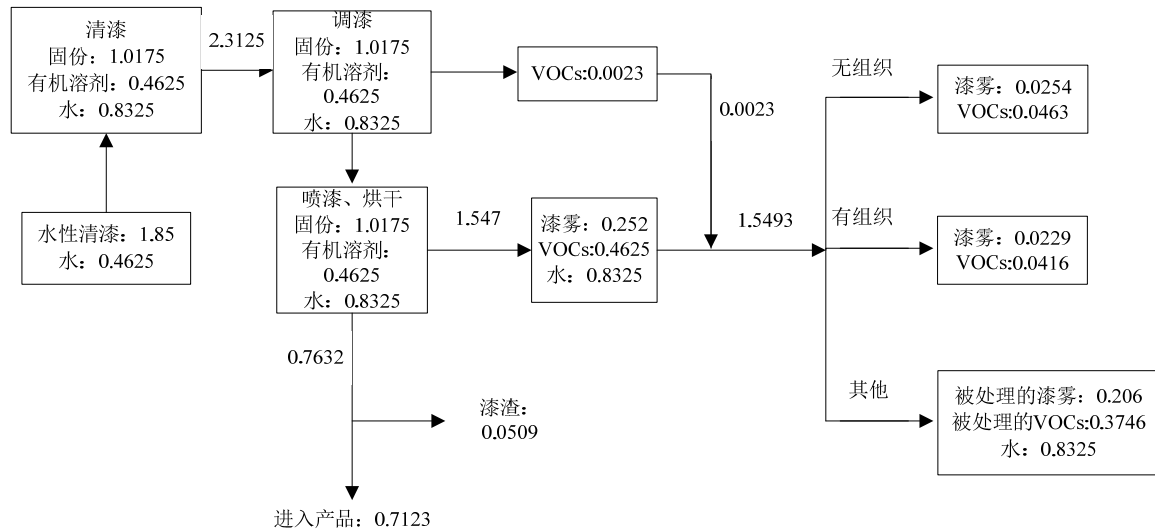 清漆
固份：1.0175
有机溶剂：0.4625
水：0.8325
2.3125
调漆
固份：1.0175
有机溶剂：
0.4625
水：0.8325
VOCs:0.0023
0.0023
无组织
漆雾：0.0254
VOCs:0.0463
水性清漆：1.85
水：0.4625
喷漆、烘干
固份：1.0175
有机溶剂：
0.4625
水：0.8325
1.547
漆雾：0.252
VOCs:0.4625
水：0.8325
1.5493
有组织
漆雾：0.0229
VOCs:0.0416
0.7632
漆渣：
0.0509
其他
被处理的漆雾：0.206
被处理的VOCs:0.3746
水：0.8325
进入产品：0.7123